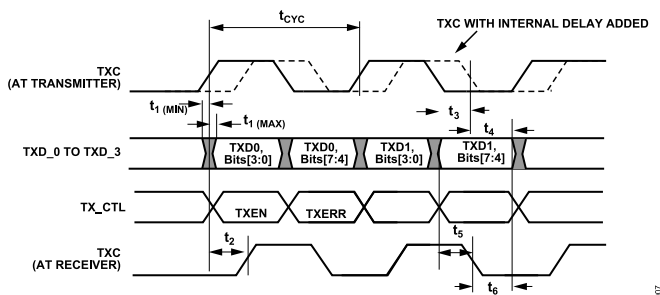 tCYC
TXC WITH INTERNAL DELAY ADDED
TXC
(AT TRANSMITTER)
t1 (MIN)
t1 (MAX)
t3
t4
TXD_0 TO TXD_3
TXD0,
Bits[3:0]
TXD0,
Bits[7:4]
TXD1,
Bits[3:0]
TXD1,
Bits[7:4]
TX_CTL
TXEN
TXERR
t2
t5
TXC
(AT RECEIVER)
t6
07